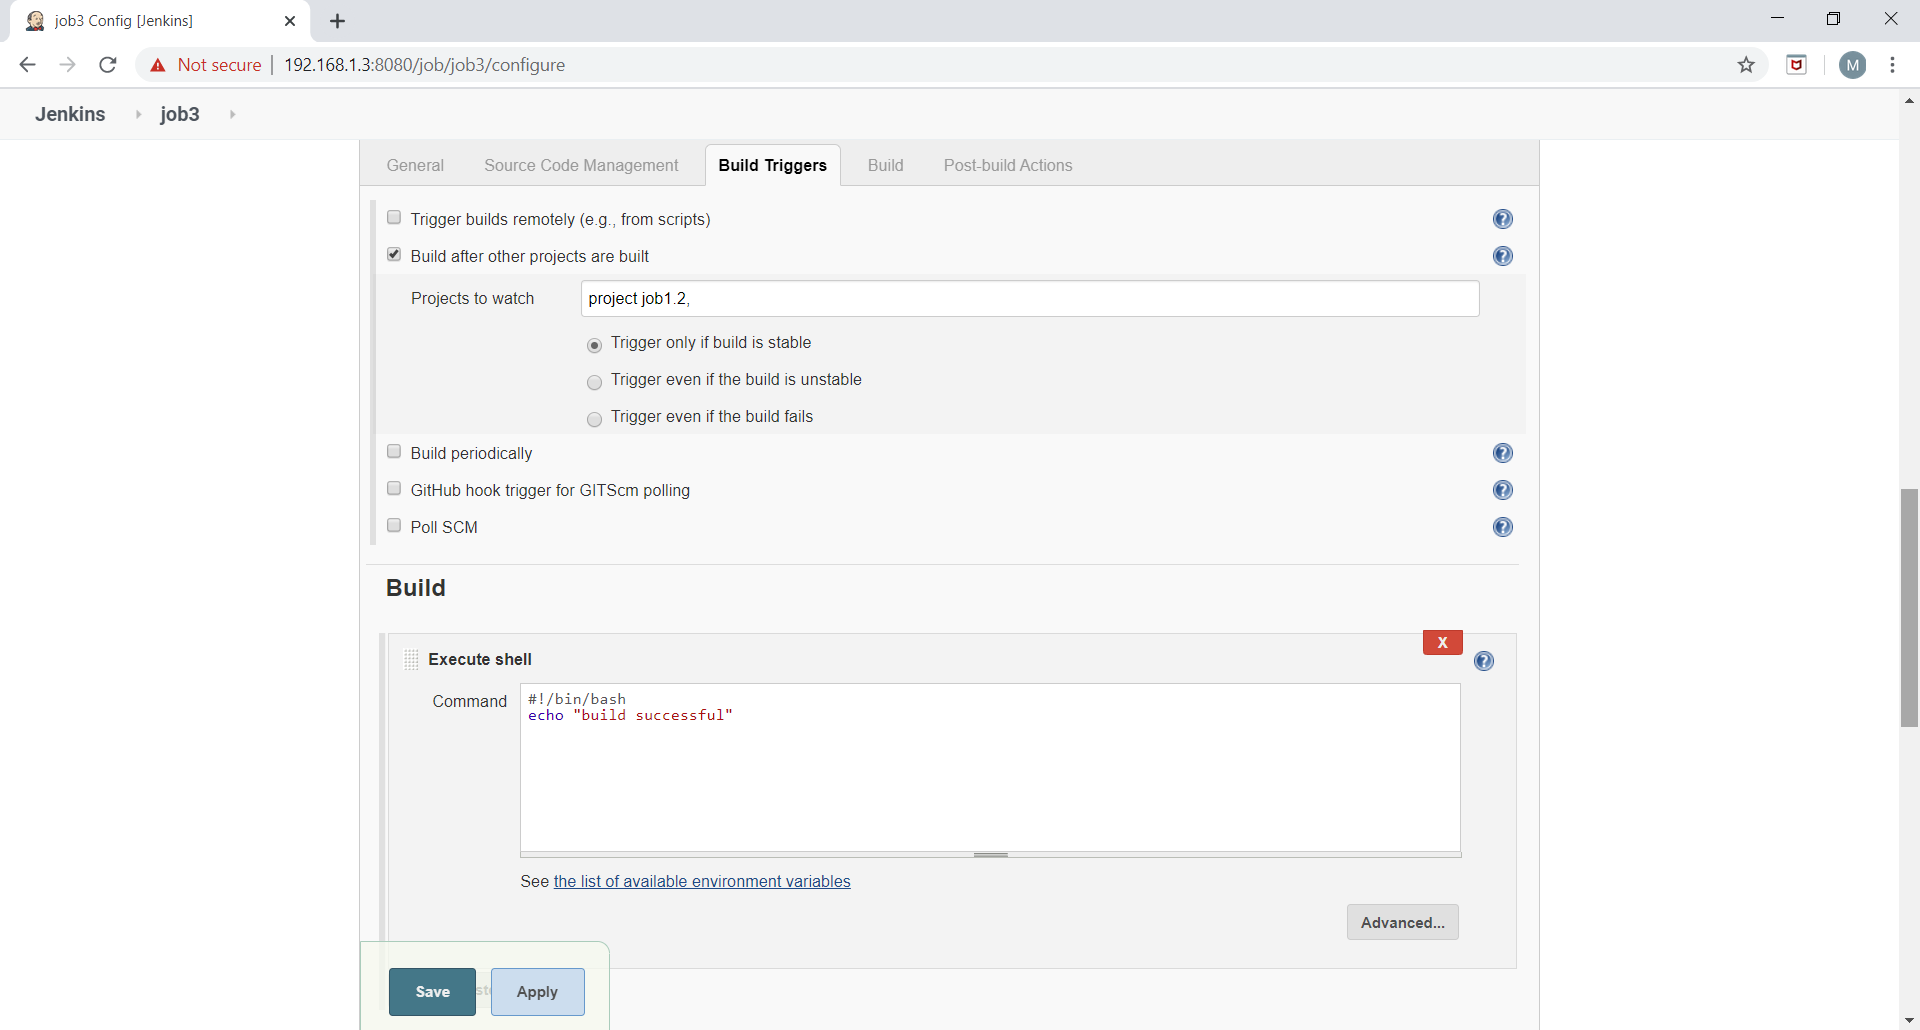 job3 Config [Jenkins]
Not secure | 192.168.1.3:8080/job/job3/configure
M
Jenkins job3
General Source Code Management Build Triggers Build Post-build Actions
Trigger builds remotely (e.g., from scripts)
Build after other projects are built
Projects to watch project job1.2,
Trigger only if build is stable
Trigger even if the build is unstable
Trigger even if the build fails
Build periodically
GitHub hook trigger for GITScm polling
Poll SCM
Build
X
Execute shell
Command #!/bin/bash
echo "build successful"
See the list of available environment variables
Advanced...
Save Apply